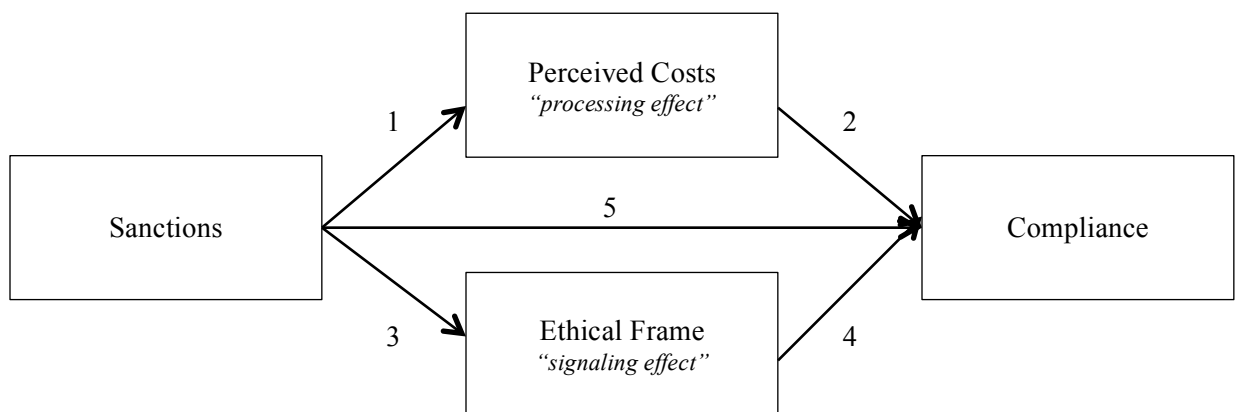 Perceived Costs
“processing effect”
1
2
Sanctions
5
Compliance
3
Ethical Frame
“signaling effect”
4